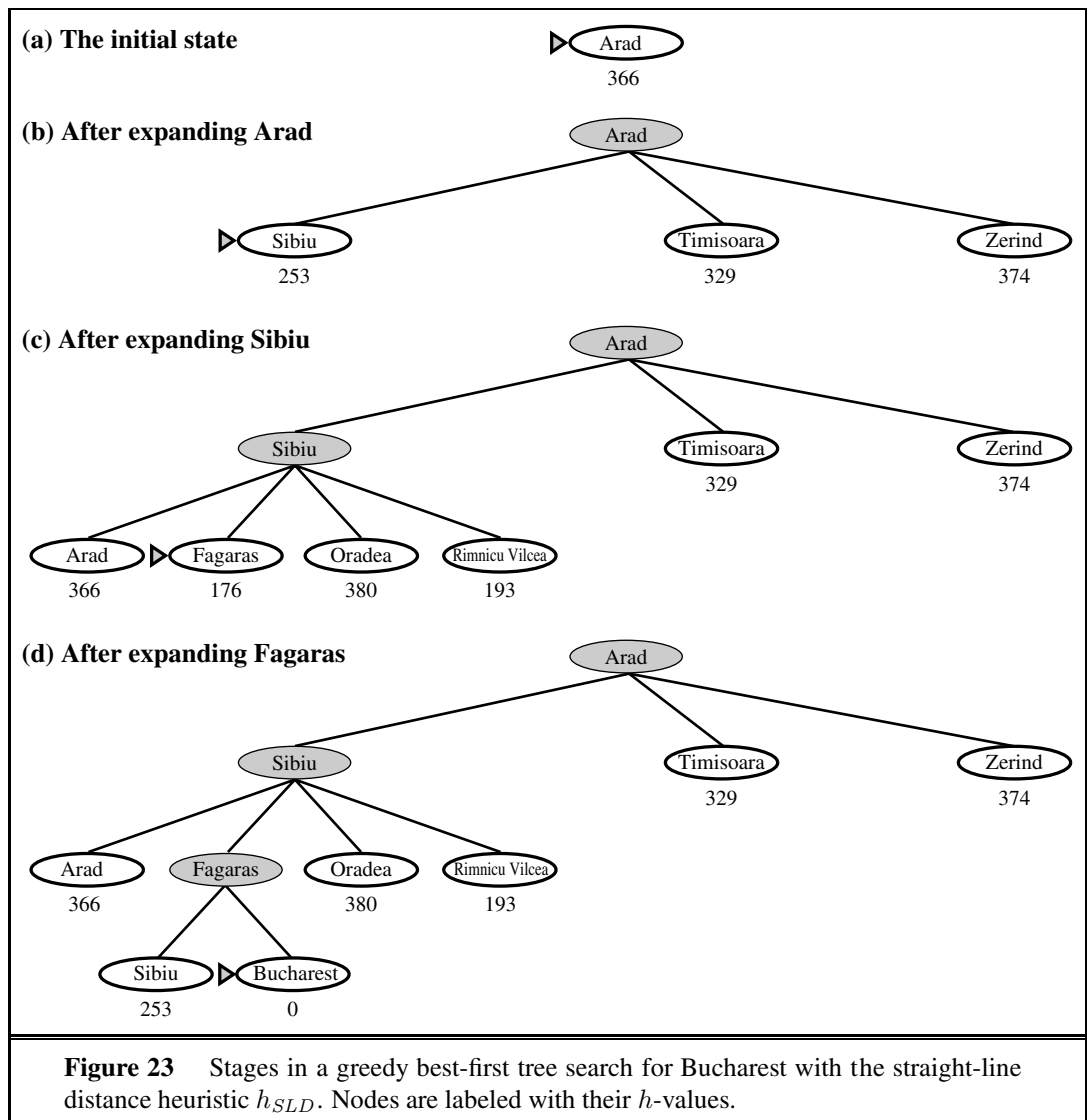 (a) The initial state
Arad
366
(b) After expanding Arad
Arad
Sibiu Timisoara Zerind
253 329 374
(c) After expanding Sibiu
Arad
Sibiu Timisoara Zerind
329 374
Arad Fagaras Oradea Rimnicu Vilcea
366 176 380 193
(d) After expanding Fagaras
Arad
Sibiu Timisoara Zerind
329 374
Arad Fagaras Oradea Rimnicu Vilcea
366 380 193
Sibiu Bucharest
253 0
Figure 23 Stages in a greedy best-first tree search for Bucharest with the straight-line
distance heuristic hSLD. Nodes are labeled with their h-values.